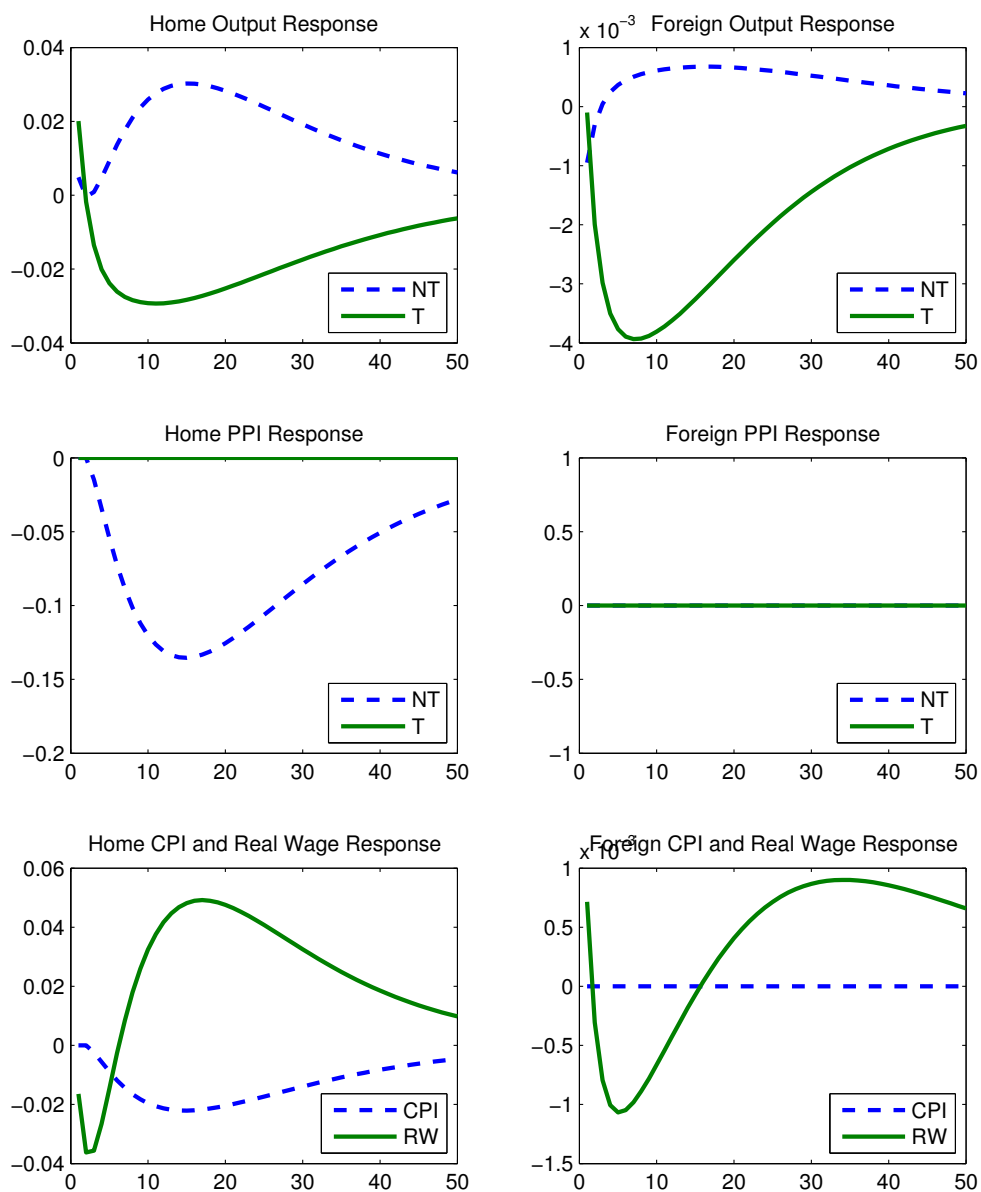 Home Output Response
0.04
0.02
0
−0.02
−0.04
0 10 20 30 40 50
NT
T
x 10−3 Foreign Output Response
1
0
−1
−2
−3
−4
0 10 20 30 40 50
NT
T
Home PPI Response
0
−0.05
−0.1
−0.15
−0.2
0 10 20 30 40 50
NT
T
Foreign PPI Response
1
0.5
0
−0.5
−1
0 10 20 30 40 50
NT
T
Home CPI and Real Wage Response
0.06
0.04
0.02
0
−0.02
−0.04
0 10 20 30 40 50
CPI
RW
Foreign CPI and Real Wage Response
x 10−3
1
0.5
0
−0.5
−1
−1.5
0 10 20 30 40 50
CPI
RW